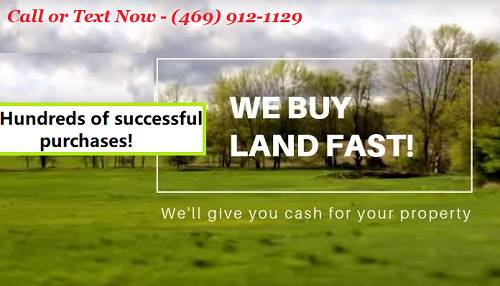 Call or Text Now - (469) 912-1129
Hundreds of successful
purchases!
WE BUY
LAND FAST!
We'll give you cash for your property